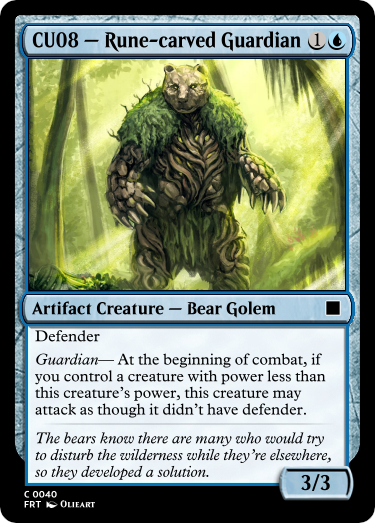 CU08 — Rune-carved Guardian 1
Artifact Creature — Bear Golem
Defender
Guardian— At the beginning of combat, if
you control a creature with power less than
this creature's power, this creature may
attack as though it didn't have defender.
The bears know there are many who would try
to disturb the wilderness while they're elsewhere,
so they developed a solution.
3/3
C 0040
FRT Olieart